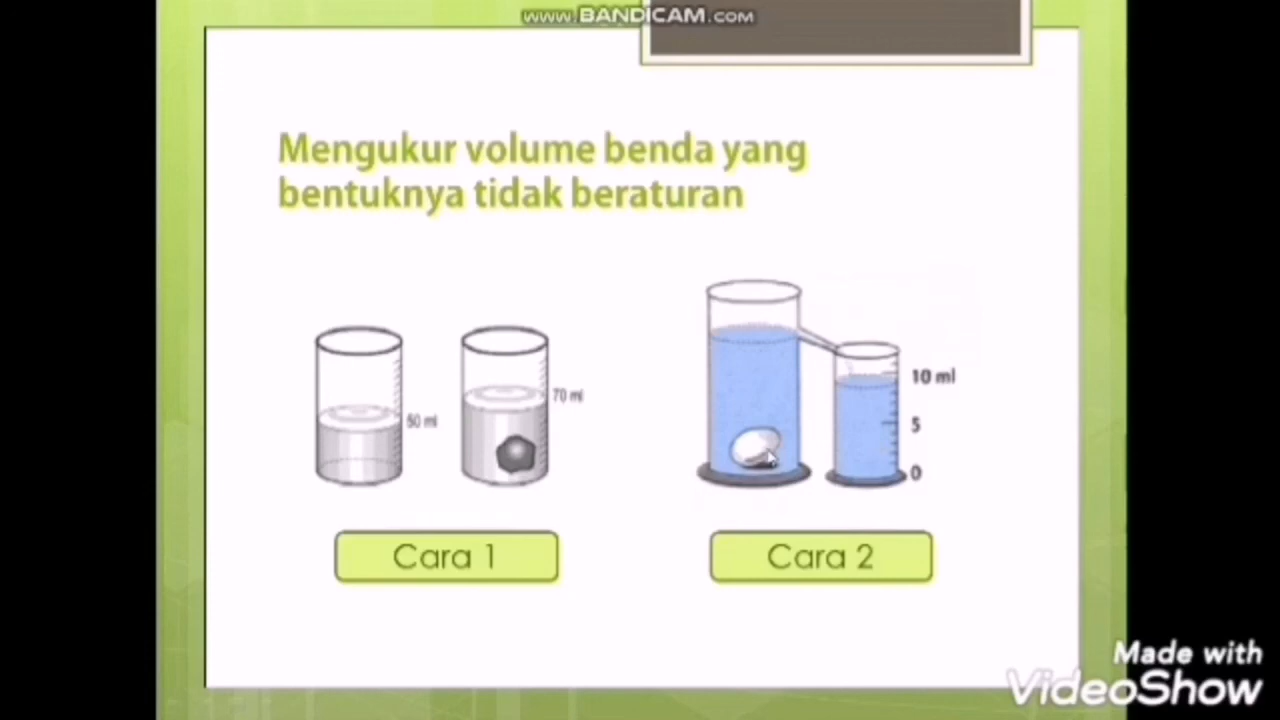 www.BANDICAM.com
Mengukur volume benda yang
bentuknya tidak beraturan
50 ml
70 ml
10 ml
5
0
Cara 1
Cara 2
Made with
VideoShow